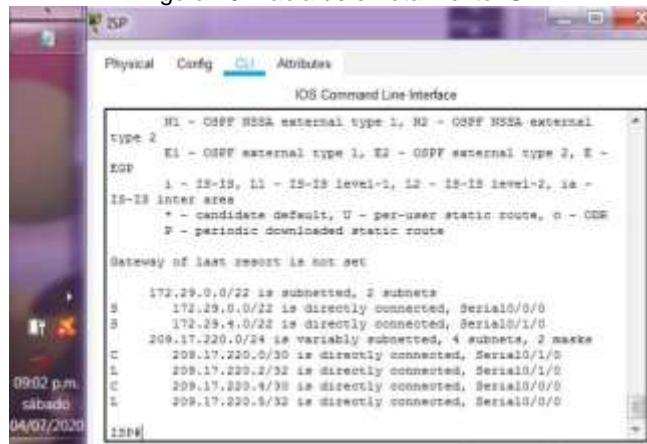 ISP
Physical Config CLI Attributes
IOS Command Line Interface
N1 - OSPF NSSA external type 1, N2 - OSPF NSSA external
type 2
E1 - OSPF external type 1, E2 - OSPF external type 2, E -
EGP
i - IS-IS, L1 - IS-IS level-1, L2 - IS-IS level-2, ia -
IS-IS inter area
* - candidate default, U - per-user static route, o - ODR
P - periodic downloaded static route
Gateway of last resort is not set
172.29.0.0/22 is subnetted, 2 subnets
S 172.29.0.0/22 is directly connected, Serial0/0/0
S 172.29.4.0/22 is directly connected, Serial0/1/0
209.17.220.0/24 is variably subnetted, 4 subnets, 2 masks
C 209.17.220.0/30 is directly connected, Serial0/1/0
L 209.17.220.2/32 is directly connected, Serial0/1/0
C 209.17.220.4/30 is directly connected, Serial0/0/0
L 209.17.220.5/32 is directly connected, Serial0/0/0
ISP#
09:02 p.m.
sábado
04/07/2020